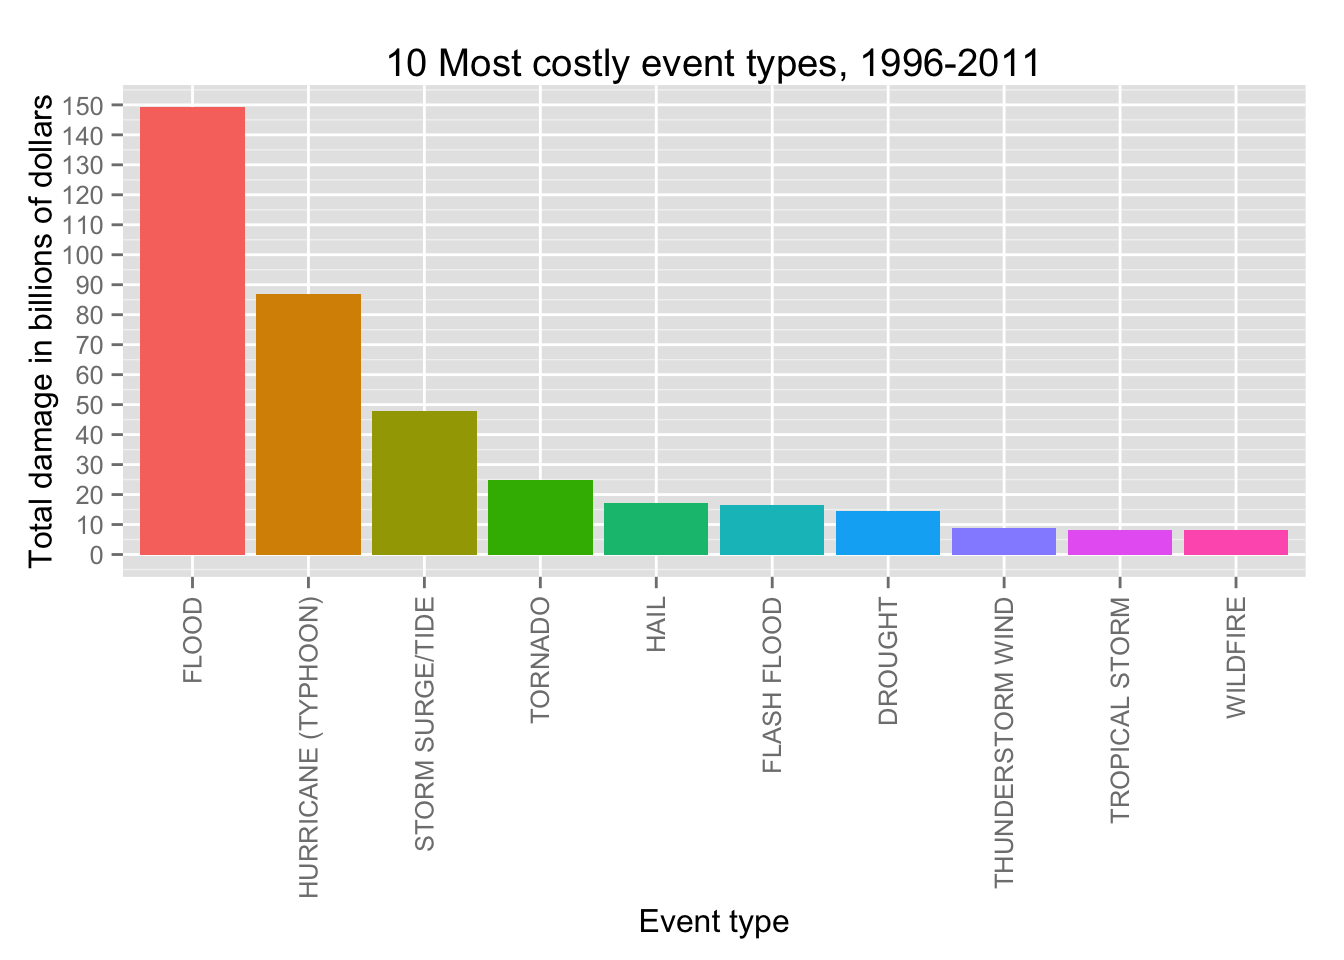 10 Most costly event types, 1996-2011
Total damage in billions of dollars
150
140
130
120
110
100
90
80
70
60
50
40
30
20
10
0
FLOOD
HURRICANE (TYPHOON)
STORM SURGE/TIDE
TORNADO
HAIL
FLASH FLOOD
DROUGHT
THUNDERSTORM WIND
TROPICAL STORM
WILDFIRE
Event type